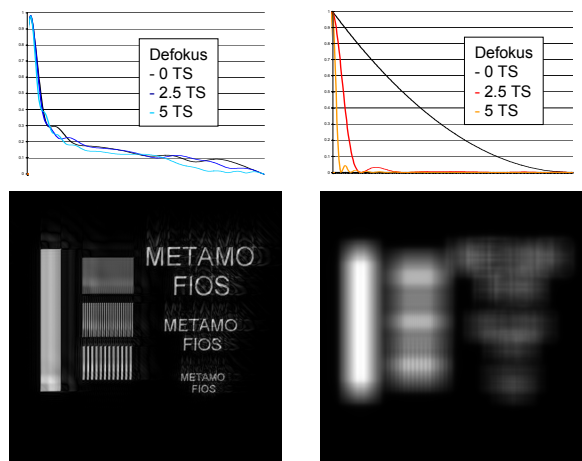 Defokus
- 0 TS
- 2.5 TS
- 5 TS
Defokus
- 0 TS
- 2.5 TS
- 5 TS
METAMO
FIOS
METAMO
FIOS
METAMO
FIOS